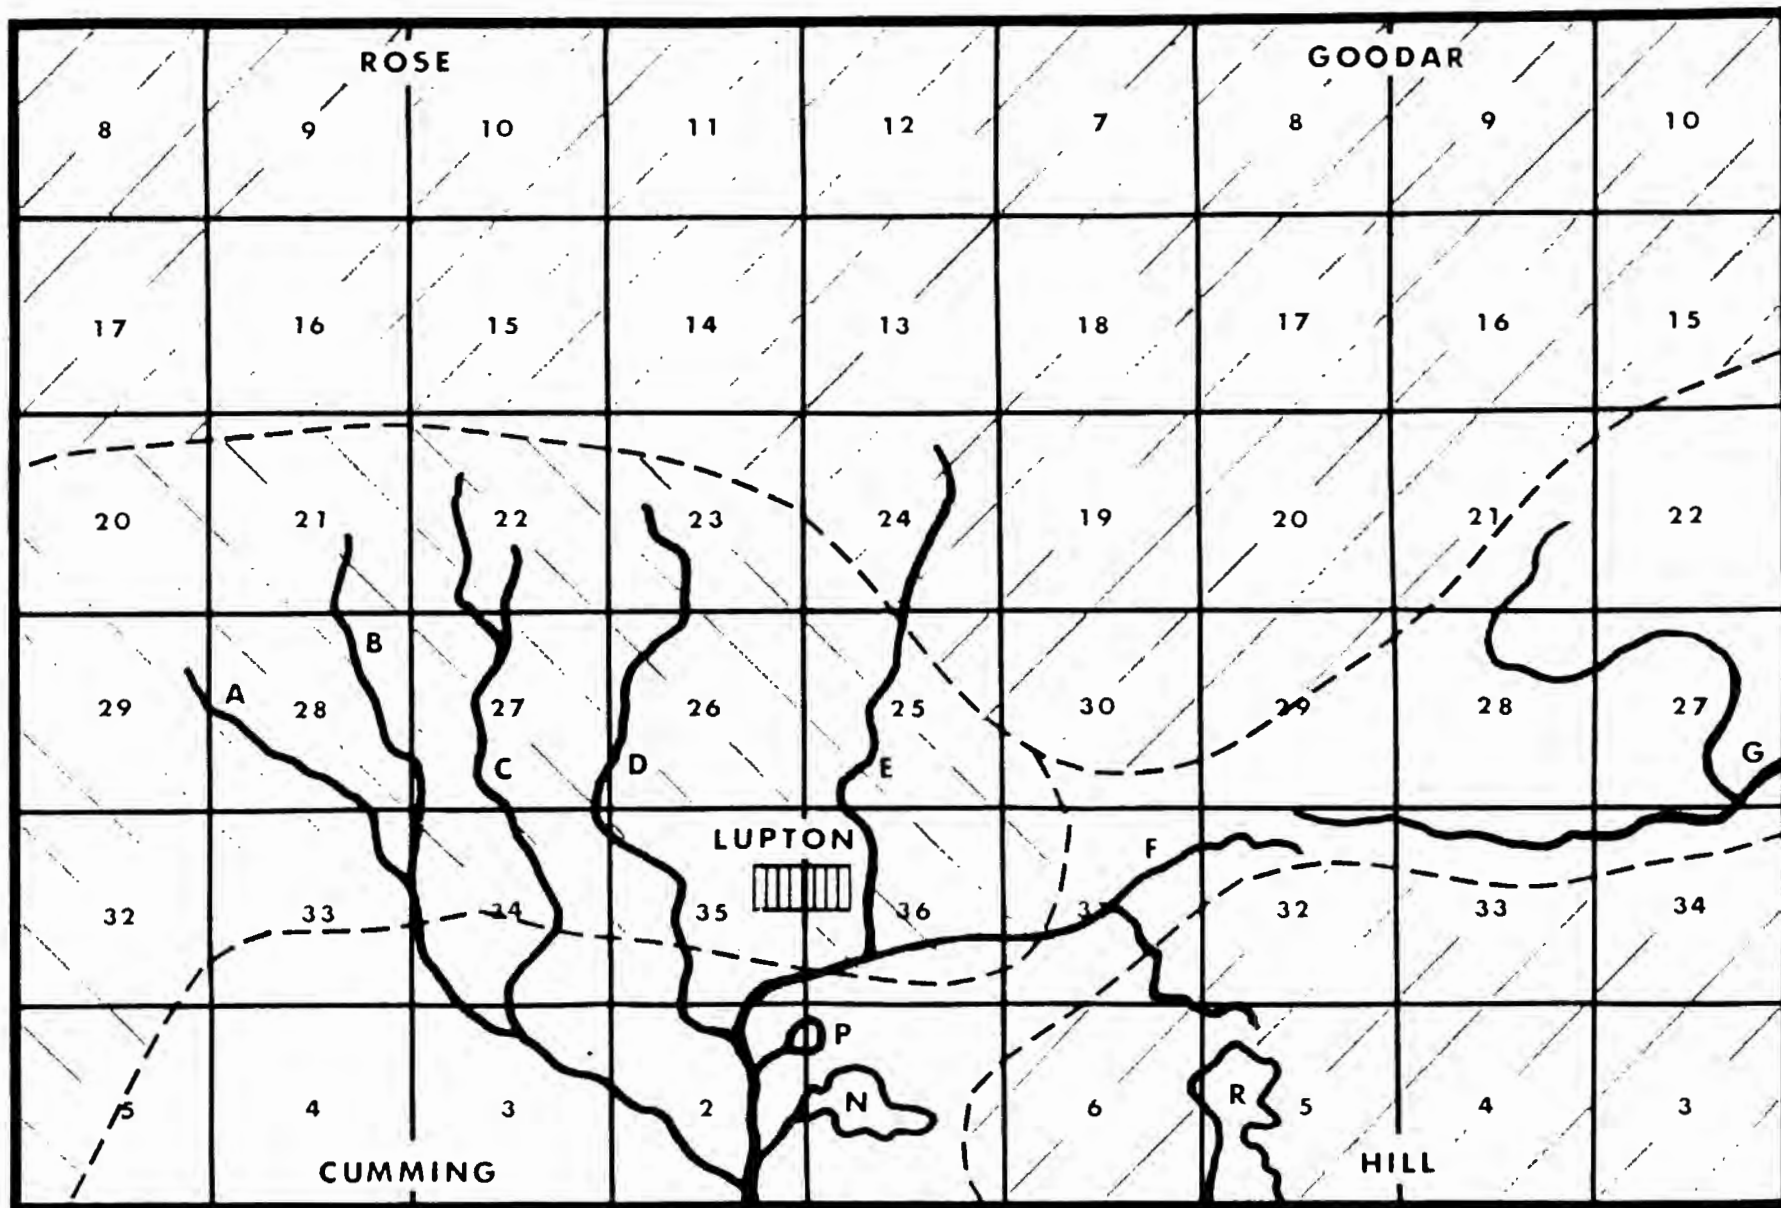 ROSE GOODAR
8 9 10 11 12 7 8 9 10
17 16 15 14 13 18 17 16 15
20 21 22 23 24 19 20 21 22
B
A
29 28 27 26 25 30 29 28 27
C D E G
LUPTON F
32 33 34 35 36 31 32 33 34
P
N R
5 4 3 2 6 5 4 3
CUMMING HILL